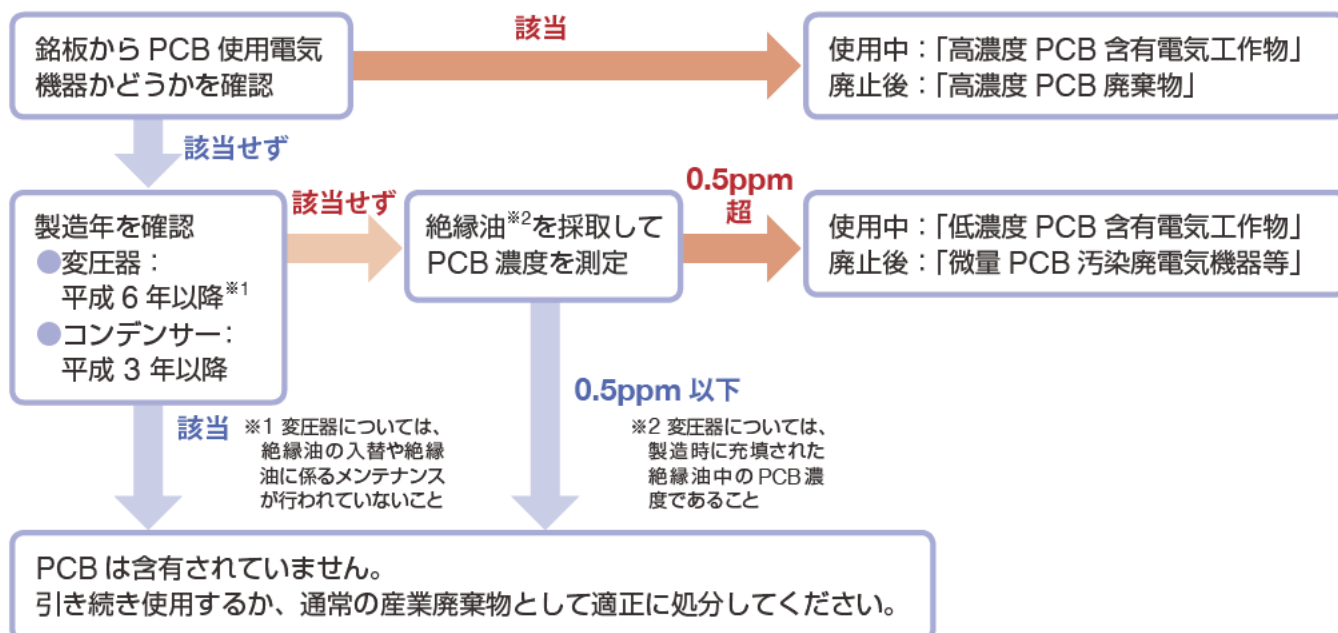 銘板から PCB 使用電気
機器かどうかを確認
該当
使用中：「高濃度 PCB 含有電気工作物」
廃止後：「高濃度 PCB 廃棄物」
該当せず
製造年を確認
●変圧器：
平成 6 年以降※1
●コンデンサー：
平成 3 年以降
該当せず
絶縁油※2を採取して
PCB 濃度を測定
0.5ppm
超
使用中：「低濃度 PCB 含有電気工作物」
廃止後：「微量 PCB 汚染廃電気機器等」
該当
※1 変圧器については、
絶縁油の入替や絶縁
油に係るメンテナンス
が行われていないこと
0.5ppm 以下
※2 変圧器については、
製造時に充填された
絶縁油中のPCB濃
度であること
PCB は含有されていません。
引き続き使用するか、通常の産業廃棄物として適正に処分してください。